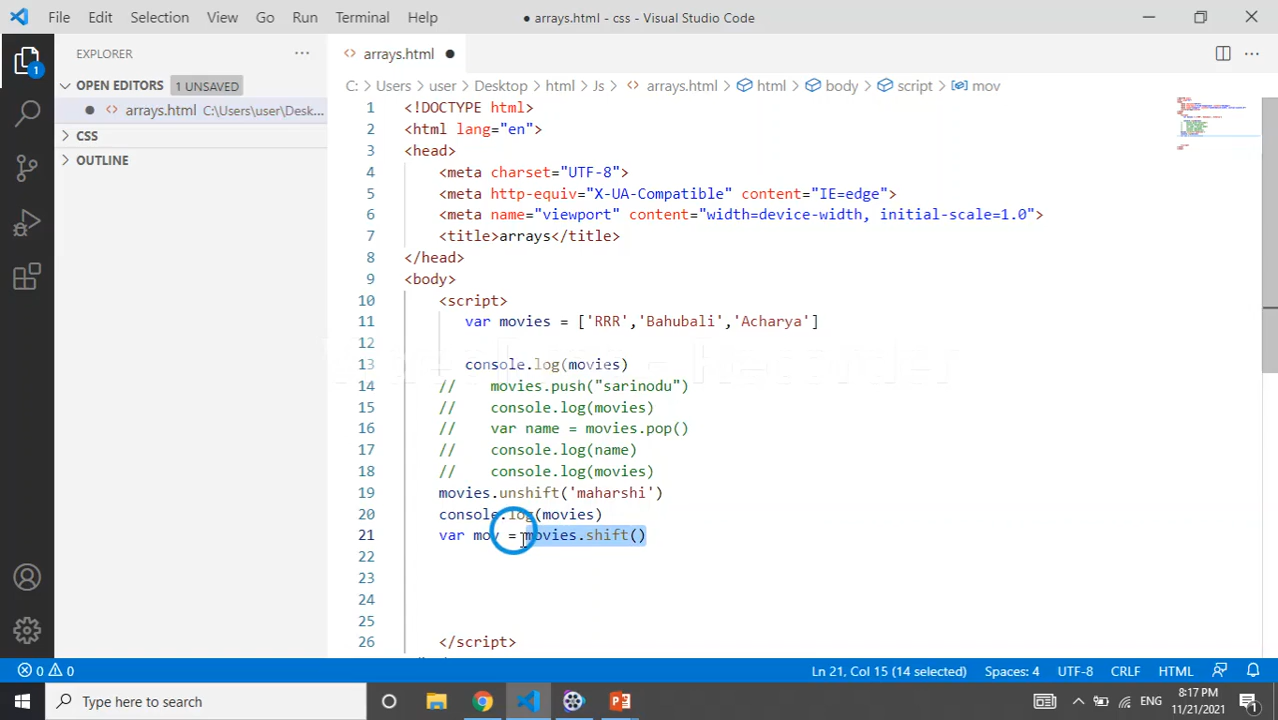 File Edit Selection View Go Run Terminal Help ● arrays.html - css - Visual Studio Code
EXPLORER ···
OPEN EDITORS 1 UNSAVED
● <> arrays.html C:\Users\user\Desk...
CSS
OUTLINE
1
<> arrays.html ●
C: > Users > user > Desktop > html > Js > <> arrays.html > html > body > script > mov
1 <!DOCTYPE html>
2 <html lang="en">
3 <head>
4 <meta charset="UTF-8">
5 <meta http-equiv="X-UA-Compatible" content="IE=edge">
6 <meta name="viewport" content="width=device-width, initial-scale=1.0">
7 <title>arrays</title>
8 </head>
9 <body>
10 <script>
11 var movies = ['RRR','Bahubali','Acharya']
12
13 console.log(movies)
14 // movies.push("sarinodu")
15 // console.log(movies)
16 // var name = movies.pop()
17 // console.log(name)
18 // console.log(movies)
19 movies.unshift('maharshi')
20 console.log(movies)
21 var mov = movies.shift()
22
23
24
25
26 </script>
Recorder
0 0 Ln 21, Col 15 (14 selected) Spaces: 4 UTF-8 CRLF HTML
Type here to search
ENG
8:17 PM
11/21/2021
1